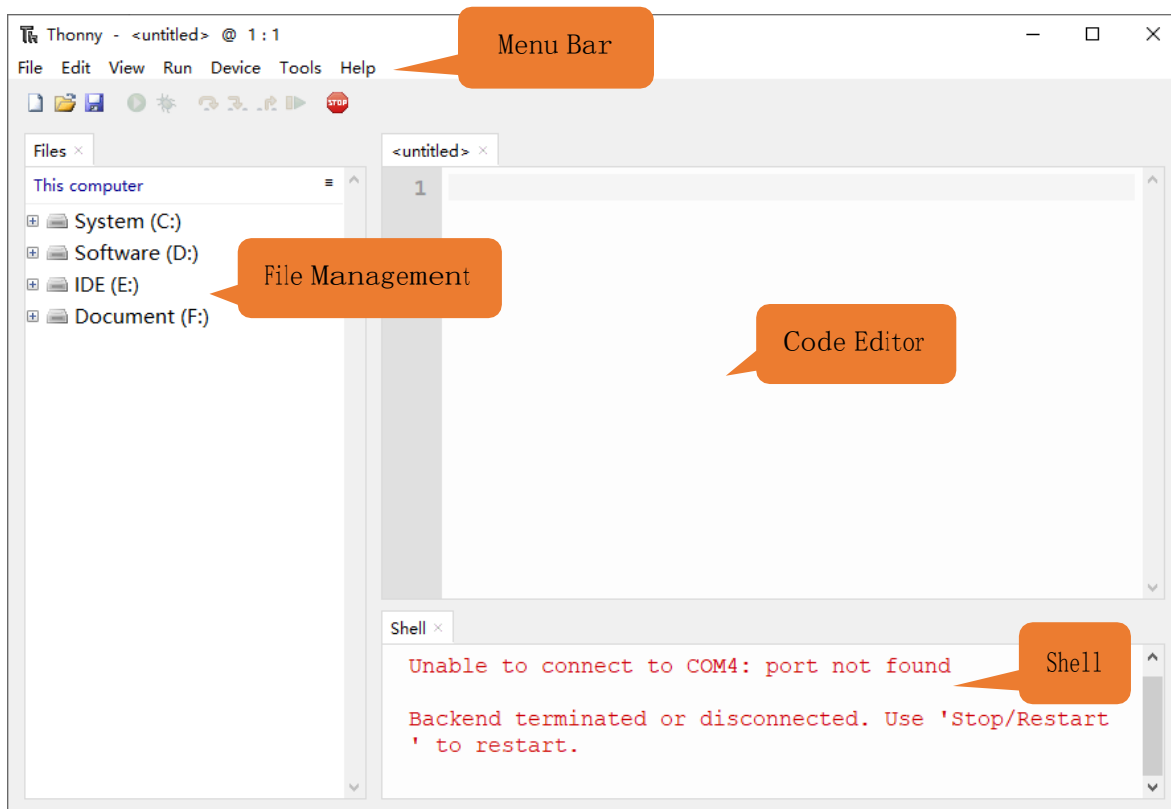 Thonny - <untitled> @ 1:1
Menu Bar
File Edit View Run Device Tools Help
STOP
Files
<untitled>
This computer
1
System (C:)
Software (D:)
IDE (E:)
Document (F:)
File Management
Code Editor
Shell
Unable to connect to COM4: port not found
Shell
Backend terminated or disconnected. Use 'Stop/Restart
' to restart.